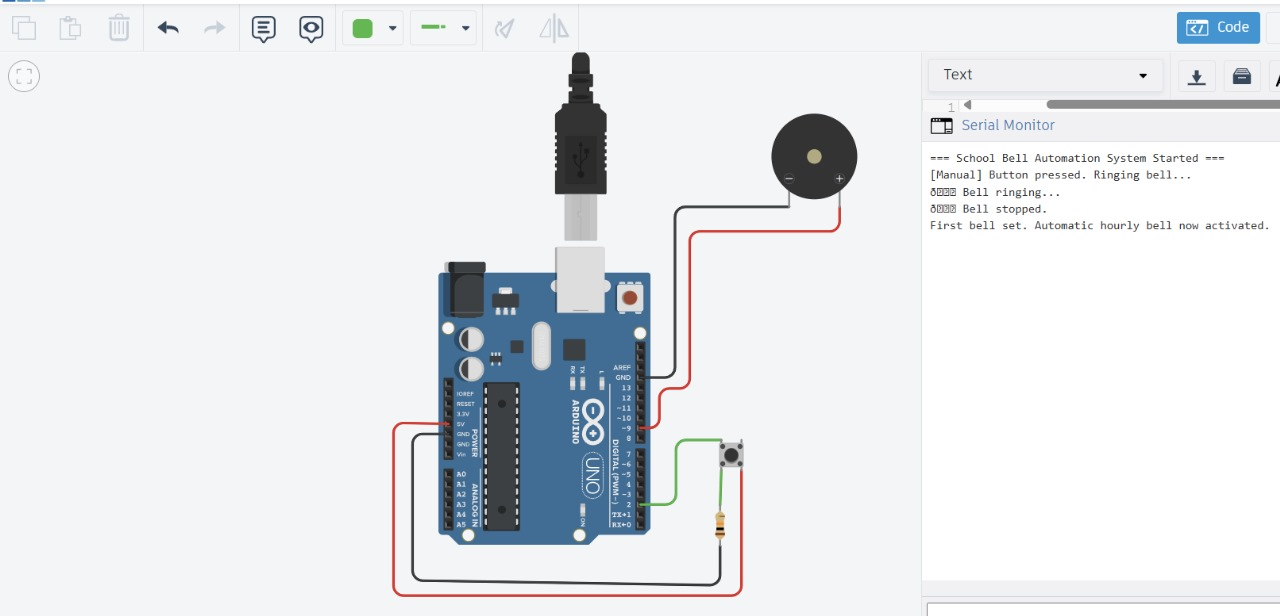 Code
Text
1
Serial Monitor
=== School Bell Automation System Started ===
[Manual] Button pressed. Ringing bell...
Bell ringing...
Bell stopped.
First bell set. Automatic hourly bell now activated.
AREF
GND
13
12
~11
~10
~9
8
7
~6
~5
4
~3
2
TX→1
RX←0
DIGITAL (PWM~)
RX
TX
L
ARDUINO
UNO
ON
IOREF
RESET
3.3V
5V
GND
GND
Vin
POWER
A0
A1
A2
A3
A4
A5
ANALOG IN